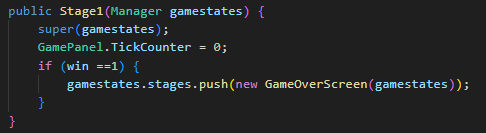 public Stage1(Manager gamestates) {
super(gamestates);
GamePanel.TickCounter = 0;
if (win ==1) {
gamestates.stages.push(new GameOverScreen(gamestates));
}
}